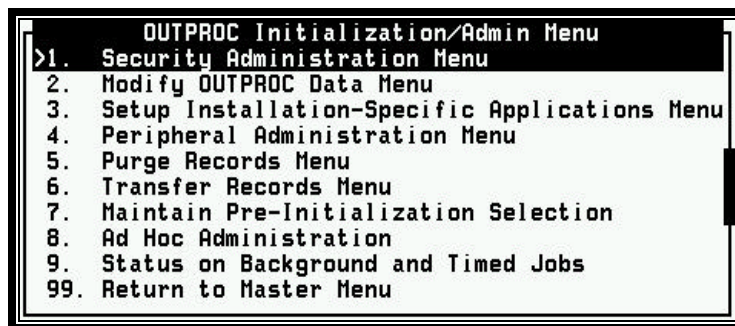 OUTPROC Initialization/Admin Menu
>1. Security Administration Menu
2. Modify OUTPROC Data Menu
3. Setup Installation-Specific Applications Menu
4. Peripheral Administration Menu
5. Purge Records Menu
6. Transfer Records Menu
7. Maintain Pre-Initialization Selection
8. Ad Hoc Administration
9. Status on Background and Timed Jobs
99. Return to Master Menu